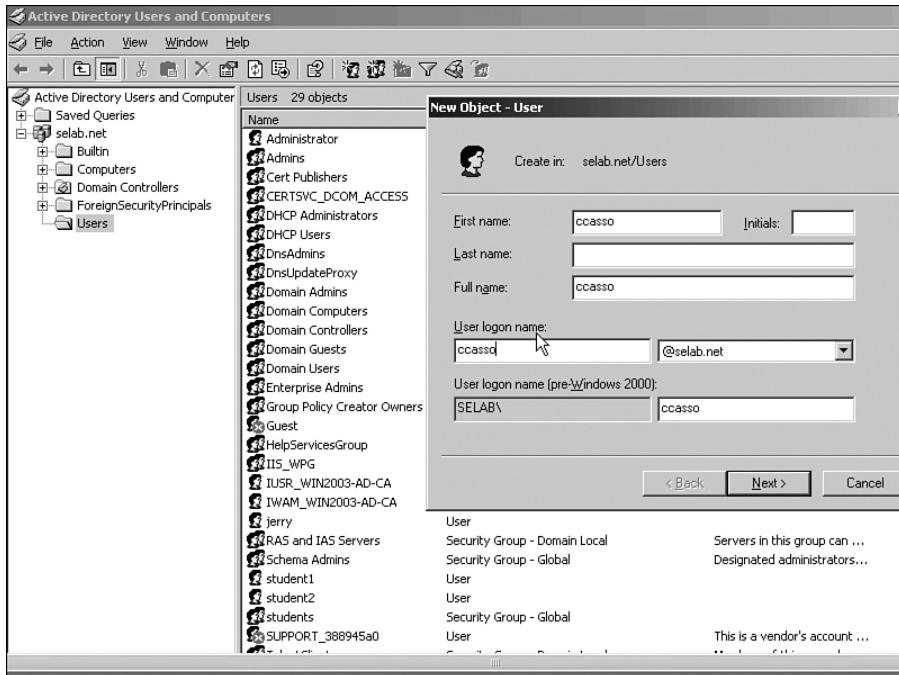 Active Directory Users and Computers
File Action View Window Help
Active Directory Users and Computer
Saved Queries
selab.net
Builtin
Computers
Domain Controllers
ForeignSecurityPrincipals
Users
Users 29 objects
Name
Administrator
Admins
Cert Publishers
CERTSVC_DCOM_ACCESS
DHCP Administrators
DHCP Users
DnsAdmins
DnsUpdateProxy
Domain Admins
Domain Computers
Domain Controllers
Domain Guests
Domain Users
Enterprise Admins
Group Policy Creator Owners
Guest
HelpServicesGroup
IIS_WPG
IUSR_WIN2003-AD-CA
IWAM_WIN2003-AD-CA
jerry User
RAS and IAS Servers Security Group - Domain Local Servers in this group can ...
Schema Admins Security Group - Global Designated administrators...
student1 User
student2 User
students Security Group - Global
SUPPORT_388945a0 User This is a vendor's account ...
New Object - User
Create in: selab.net/Users
First name: ccasso Initials:
Last name:
Full name: ccasso
User logon name:
ccasso @selab.net
User logon name (pre-Windows 2000):
SELAB\ ccasso
< Back Next > Cancel